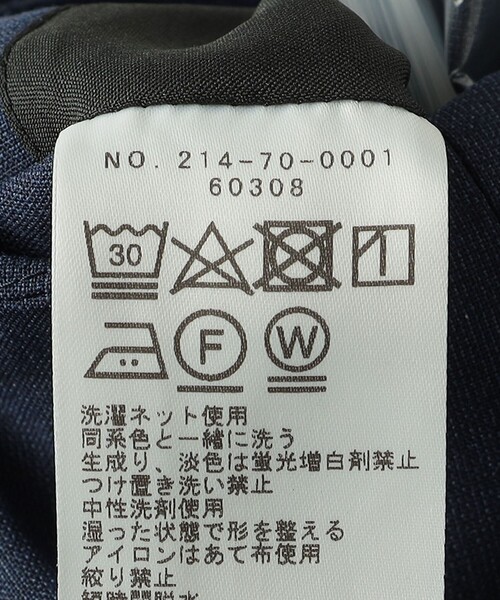 NO. 214-70-0001
60308
30
F W
洗濯ネット使用
同系色と一緒に洗う
生成り、淡色は蛍光増白剤禁止
つけ置き洗い禁止
中性洗剤使用
湿った状態で形を整える
アイロンはあて布使用
絞り禁止